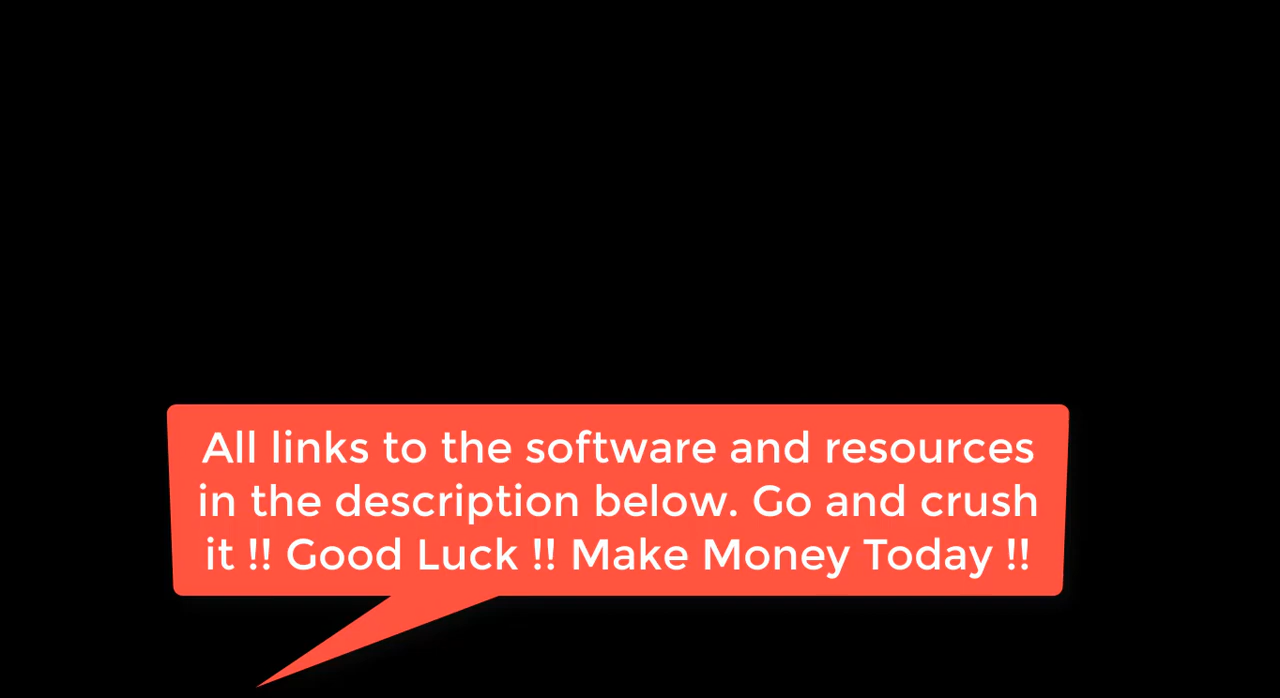 All links to the software and resources
in the description below. Go and crush
it !! Good Luck !! Make Money Today !!